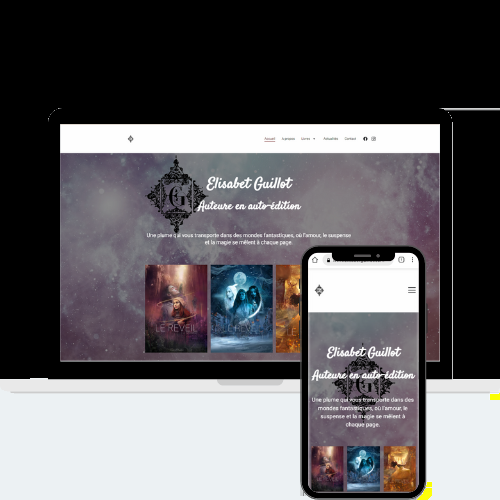 Accueil A propos Livres Actualités Contact
Elisabet Guillot
Auteure en auto-édition
Une plume qui vous transporte dans des mondes fantastiques, où l'amour, le suspense
et la magie se mêlent à chaque page.
LE RÉVEIL
Elisabet Guillot
Auteure en auto-édition
Une plume qui vous transporte dans des
mondes fantastiques, où l'amour, le
suspense et la magie se mêlent à
chaque page.